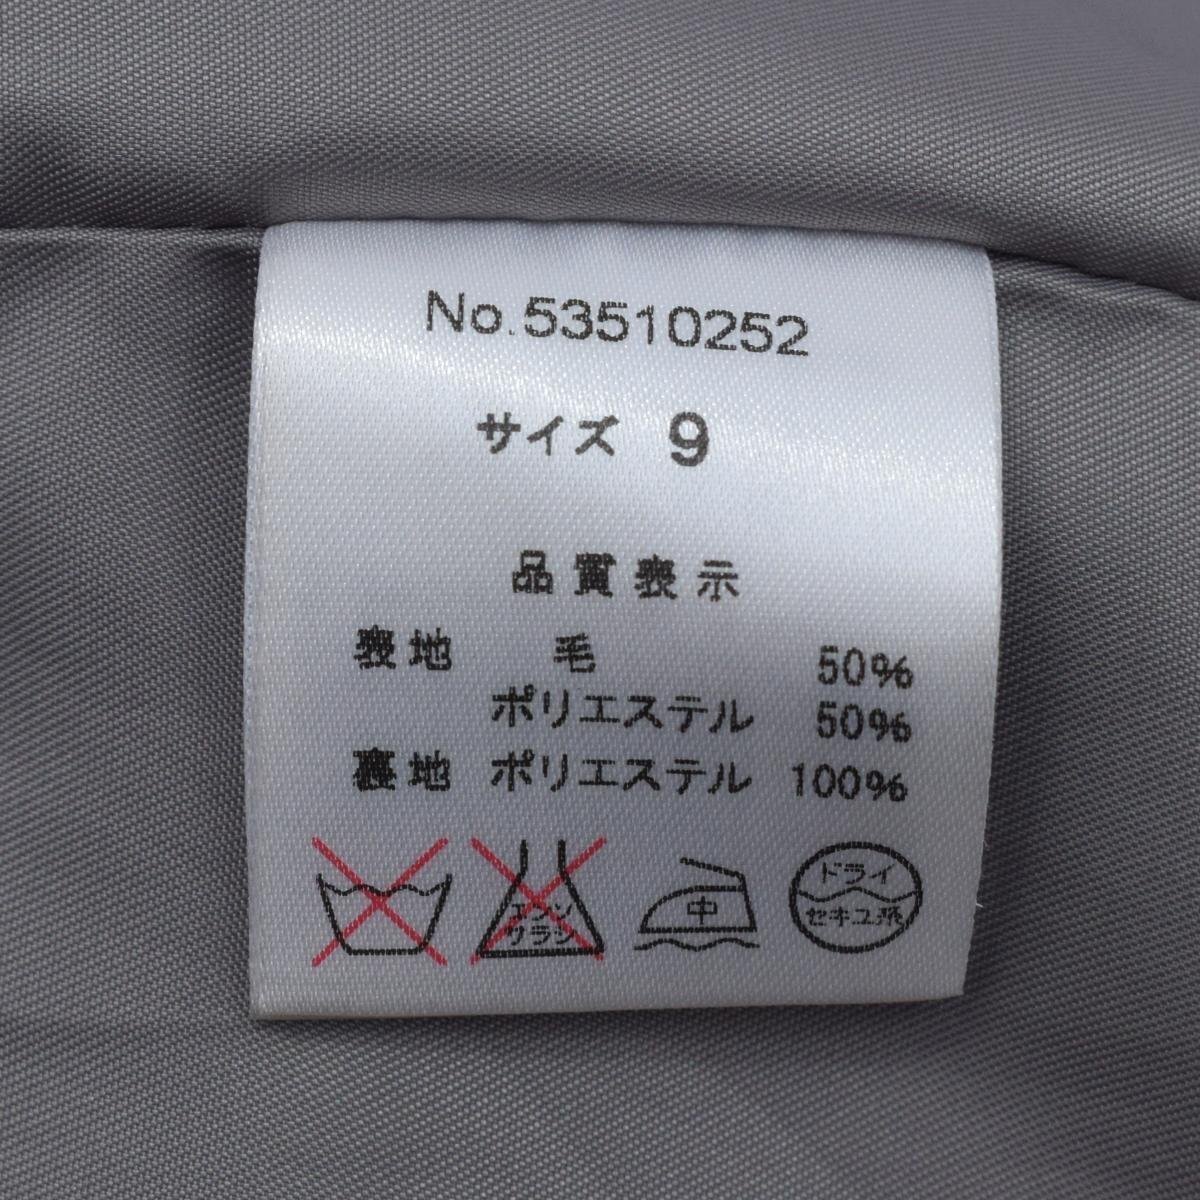 No.53510252
サイズ 9
品質表示
表地 毛 50%
ポリエステル 50%
裏地 ポリエステル 100%
エンソ
サラシ
中
ドライ
セキユ系